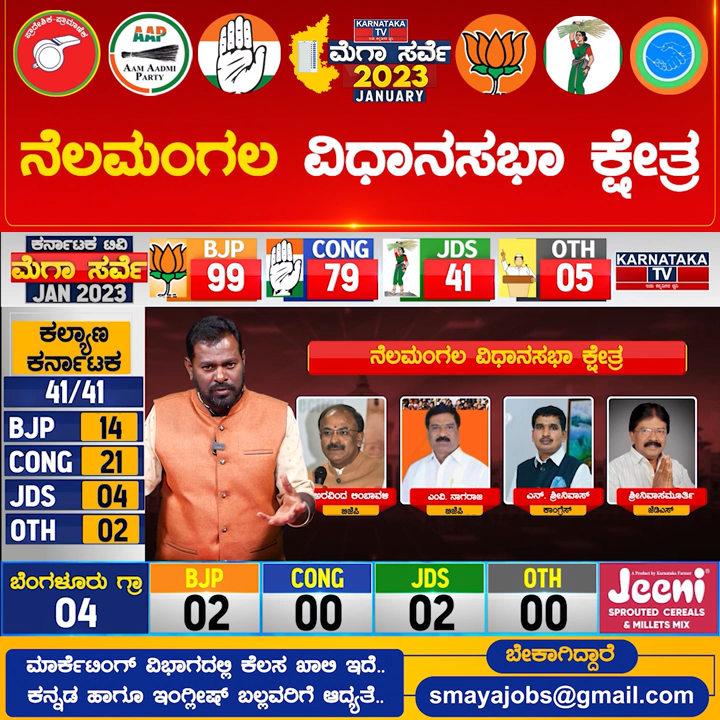 ಪ್ರಾದೇಶಿಕ-ಪ್ರಾಮಾಣಿಕ
AAP
AAM AADMI
PARTY
KARNATAKA
TV
ಮೆಗಾ ಸರ್ವೆ
2023
JANUARY
ನೆಲಮಂಗಲ ವಿಧಾನಸಭಾ ಕ್ಷೇತ್ರ
ಕರ್ನಾಟಕ ಟಿವಿ
ಮೆಗಾ ಸರ್ವೆ
JAN 2023
BJP
99
CONG
79
JDS
41
OTH
05
KARNATAKA
TV
ಕಲ್ಯಾಣ
ಕರ್ನಾಟಕ
41/41
BJP 14
CONG 21
JDS 04
OTH 02
ನೆಲಮಂಗಲ ವಿಧಾನಸಭಾ ಕ್ಷೇತ್ರ
ಅರವಿಂದ ಲಿಂಬಾವಳಿ
ಬಿಜೆಪಿ
ಎಂವಿ. ನಾಗರಾಜ
ಬಿಜೆಪಿ
ಎನ್. ಶ್ರೀನಿವಾಸ್
ಕಾಂಗ್ರೆಸ್
ಶ್ರೀನಿವಾಸಮೂರ್ತಿ
ಜೆಡಿಎಸ್
ಬೆಂಗಳೂರು ಗ್ರಾ
04
BJP
02
CONG
00
JDS
02
OTH
00
A Product by Karnataka Farmer
Jeeni
SPROUTED CEREALS
& MILLETS MIX
ಮಾರ್ಕೆಟಿಂಗ್ ವಿಭಾಗದಲ್ಲಿ ಕೆಲಸ ಖಾಲಿ ಇದೆ..
ಕನ್ನಡ ಹಾಗೂ ಇಂಗ್ಲೀಷ್ ಬಲ್ಲವರಿಗೆ ಆದ್ಯತೆ..
ಬೇಕಾಗಿದ್ದಾರೆ
smayajobs@gmail.com